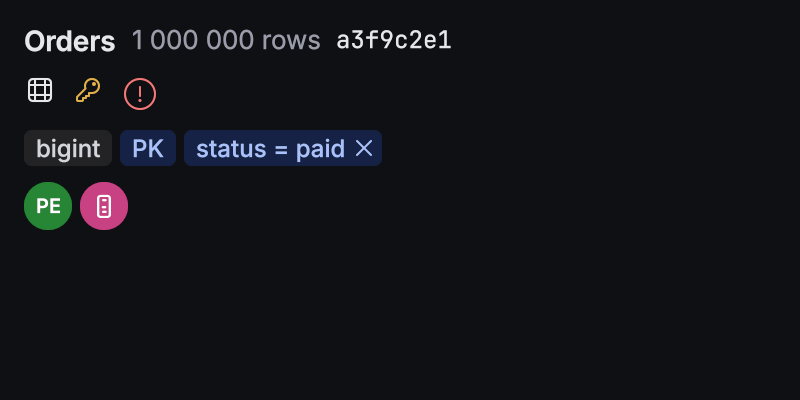 Orders 1 000 000 rows a3f9c2e1
bigint PK status = paid
PE